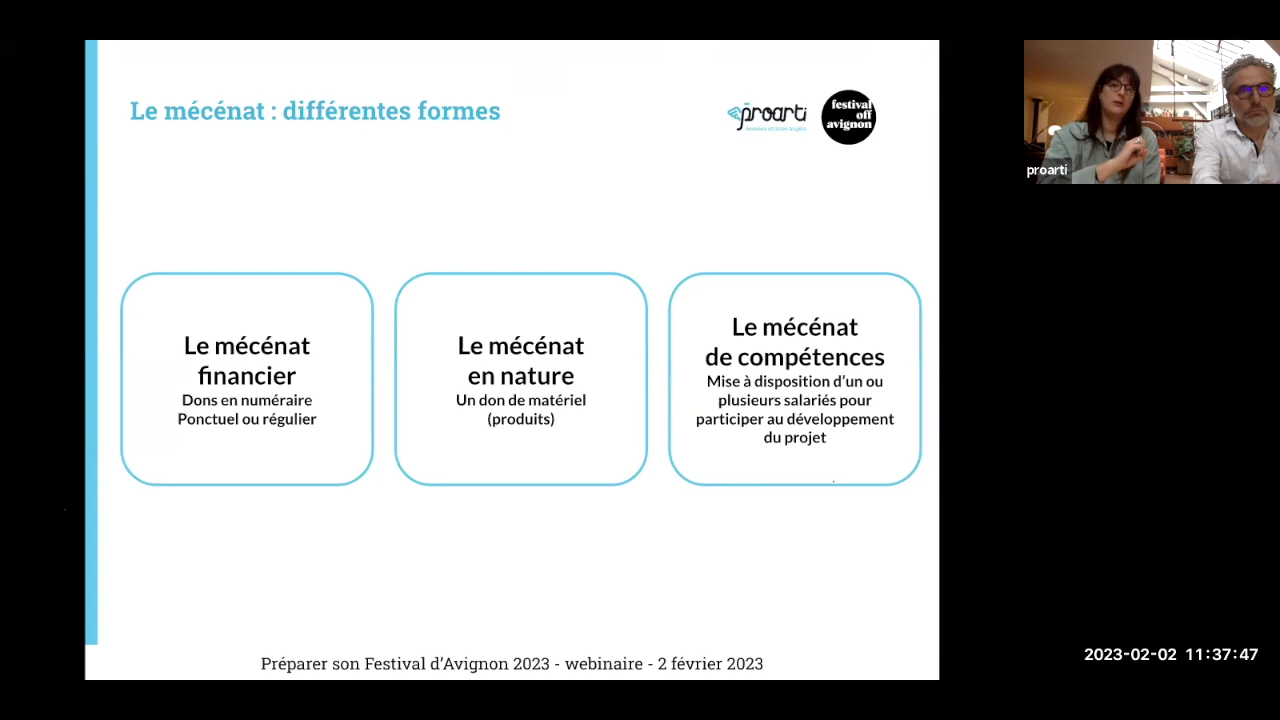 Le mécénat : différentes formes
proarti
festival
off
avignon
proarti
Le mécénat
financier
Dons en numéraire
Ponctuel ou régulier
Le mécénat
en nature
Un don de matériel
(produits)
Le mécénat
de compétences
Mise à disposition d’un ou
plusieurs salariés pour
participer au développement
du projet
Préparer son Festival d’Avignon 2023 - webinaire - 2 février 2023
2023-02-02 11:37:47